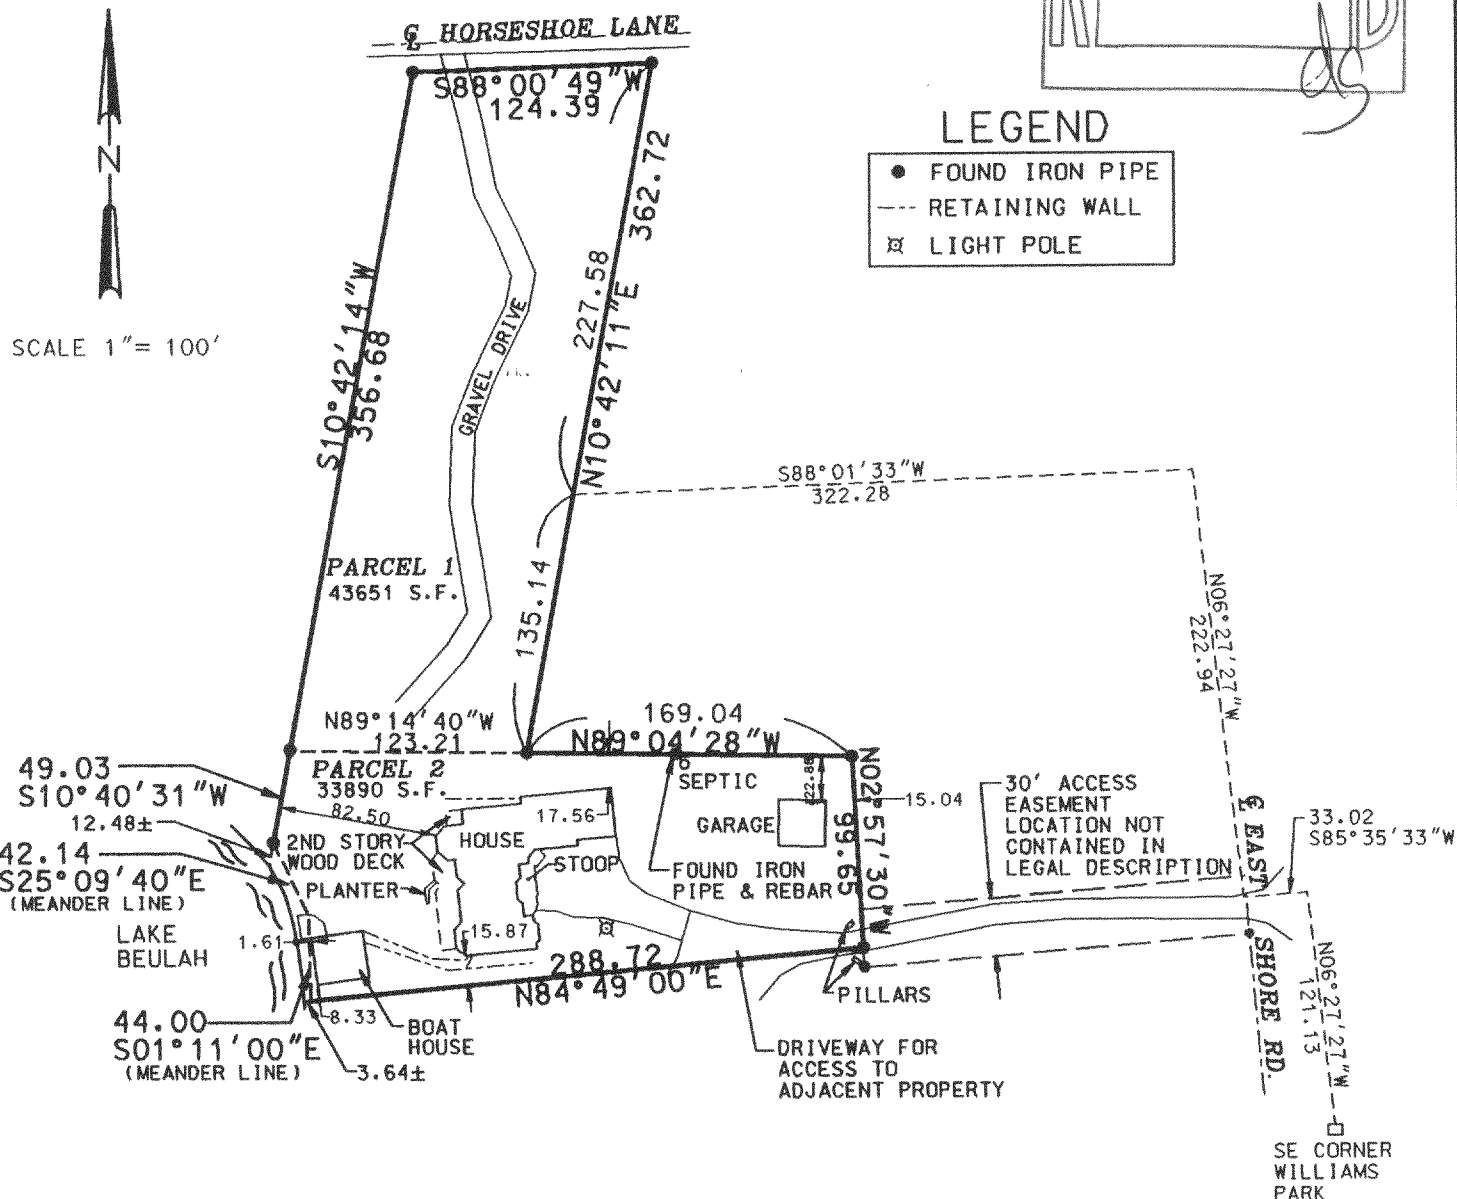 ℄ HORSESHOE LANE
S88°00'49"W
124.39
N
SCALE 1"= 100'
LEGEND
FOUND IRON PIPE
RETAINING WALL
LIGHT POLE
362.72
227.58
N10°42'11"E
S10°42'14"W
356.68
GRAVEL DRIVE
S88°01'33"W
322.28
PARCEL 1
43651 S.F.
135.14
N06°27'27"W
222.94
N89°14'40"W
123.21
169.04
N89°04'28"W
PARCEL 2
33890 S.F.
49.03
S10°40'31"W
82.50
12.48±
42.14
S25°09'40"E
(MEANDER LINE)
2ND STORY
WOOD DECK
HOUSE
17.56
STOOP
PLANTER
SEPTIC
22.88
GARAGE
FOUND IRON
PIPE & REBAR
N02°57'30"W
99.65
15.04
30' ACCESS
EASEMENT
LOCATION NOT
CONTAINED IN
LEGAL DESCRIPTION
℄ EAST
SHORE RD.
33.02
S85°35'33"W
LAKE
BEULAH
1.61
15.87
288.72
N84°49'00"E
PILLARS
44.00
S01°11'00"E
(MEANDER LINE)
8.33
3.64±
BOAT
HOUSE
DRIVEWAY FOR
ACCESS TO
ADJACENT PROPERTY
N06°27'27"W
121.13
SE CORNER
WILLIAMS
PARK